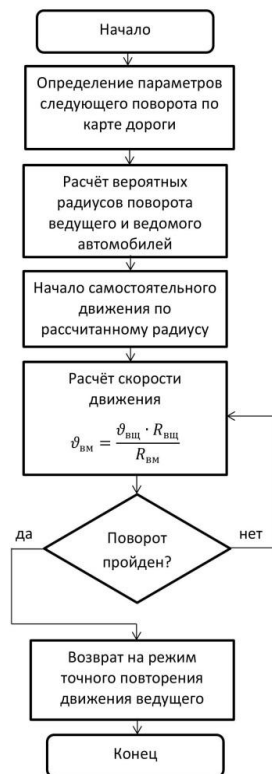 Начало
Определение параметров
следующего поворота по
карте дороги
Расчёт вероятных
радиусов поворота
ведущего и ведомого
автомобилей
Начало самостоятельного
движения по
рассчитанному радиусу
Расчёт скорости
движения
𝜗вм = (𝜗вщ · Rвщ) / Rвм
да
Поворот
пройден?
нет
Возврат на режим
точного повторения
движения ведущего
Конец